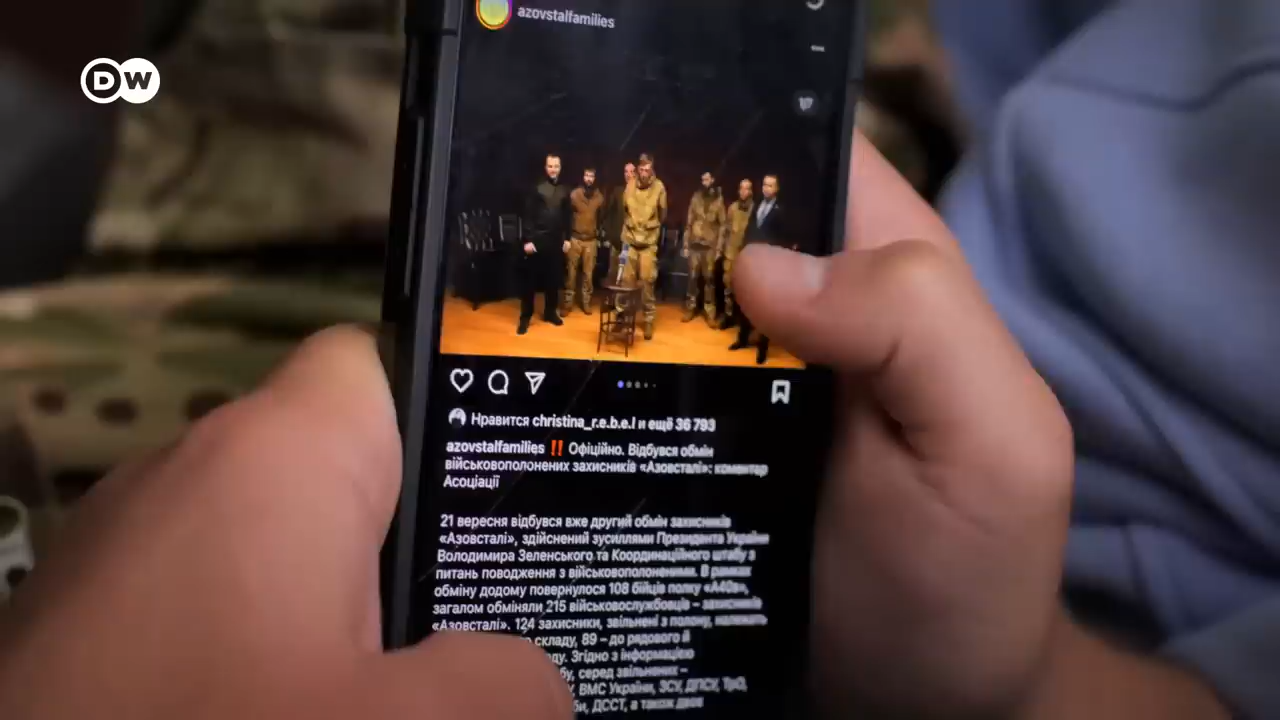 azovstalfamilies
DW
Нравится christina_r.e.b.e.l и ещё 36 793
azovstalfamilies ‼️ Офіційно. Відбувся обмін
військовополонених захисників «Азовсталі»: коментар
Асоціації
21 вересня відбувся вже другий обмін захисників
«Азовсталі», здійснений зусиллями Президента України
Володимира Зеленського та Координаційного штабу з
питань поводження з військовополоненими. В рамках
обміну додому повернулося 108 бійців полку «Азов»,
загалом обміняли 215 військовослужбовців – захисників
«Азовсталі». 124 захисники, звільнені з полону, належать
складу, 89 – до рядового й
Згідно з інформацією
серед звільнених –
ВМС України, ЗСУ, ДПСУ, ТрО,
ДССТ, а також двоє